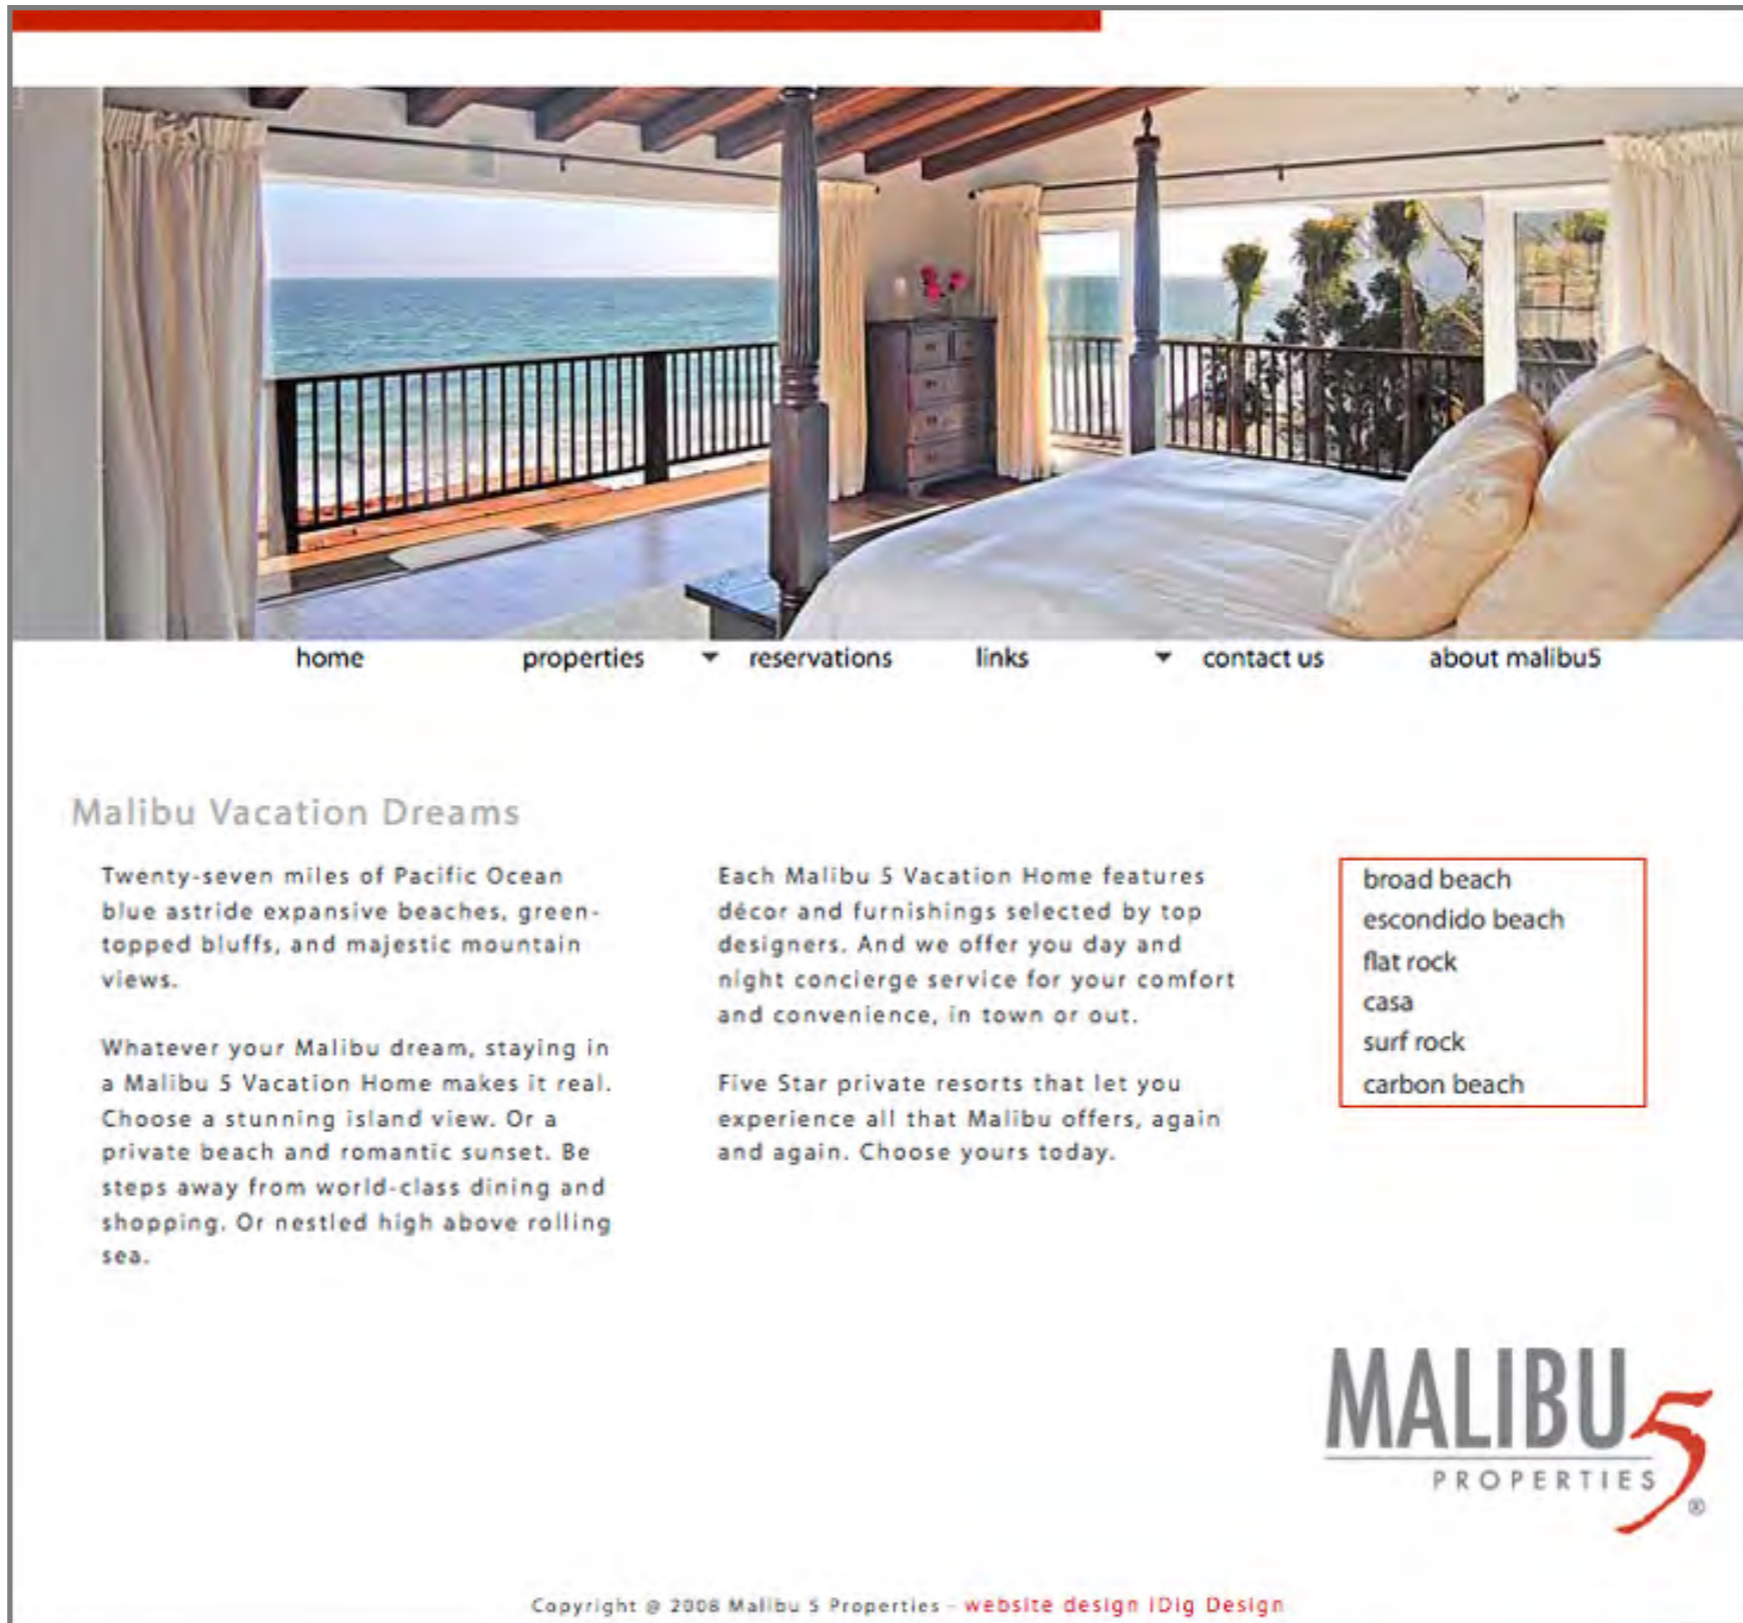 home properties reservations links contact us about malibu5
Malibu Vacation Dreams
Twenty-seven miles of Pacific Ocean
blue astride expansive beaches, green-
topped bluffs, and majestic mountain
views.
Whatever your Malibu dream, staying in
a Malibu 5 Vacation Home makes it real.
Choose a stunning island view. Or a
private beach and romantic sunset. Be
steps away from world-class dining and
shopping. Or nestled high above rolling
sea.
Each Malibu 5 Vacation Home features
décor and furnishings selected by top
designers. And we offer you day and
night concierge service for your comfort
and convenience, in town or out.
Five Star private resorts that let you
experience all that Malibu offers, again
and again. Choose yours today.
broad beach
escondido beach
flat rock
casa
surf rock
carbon beach
MALIBU 5
PROPERTIES
®
Copyright @ 2008 Malibu 5 Properties - website design IDig Design